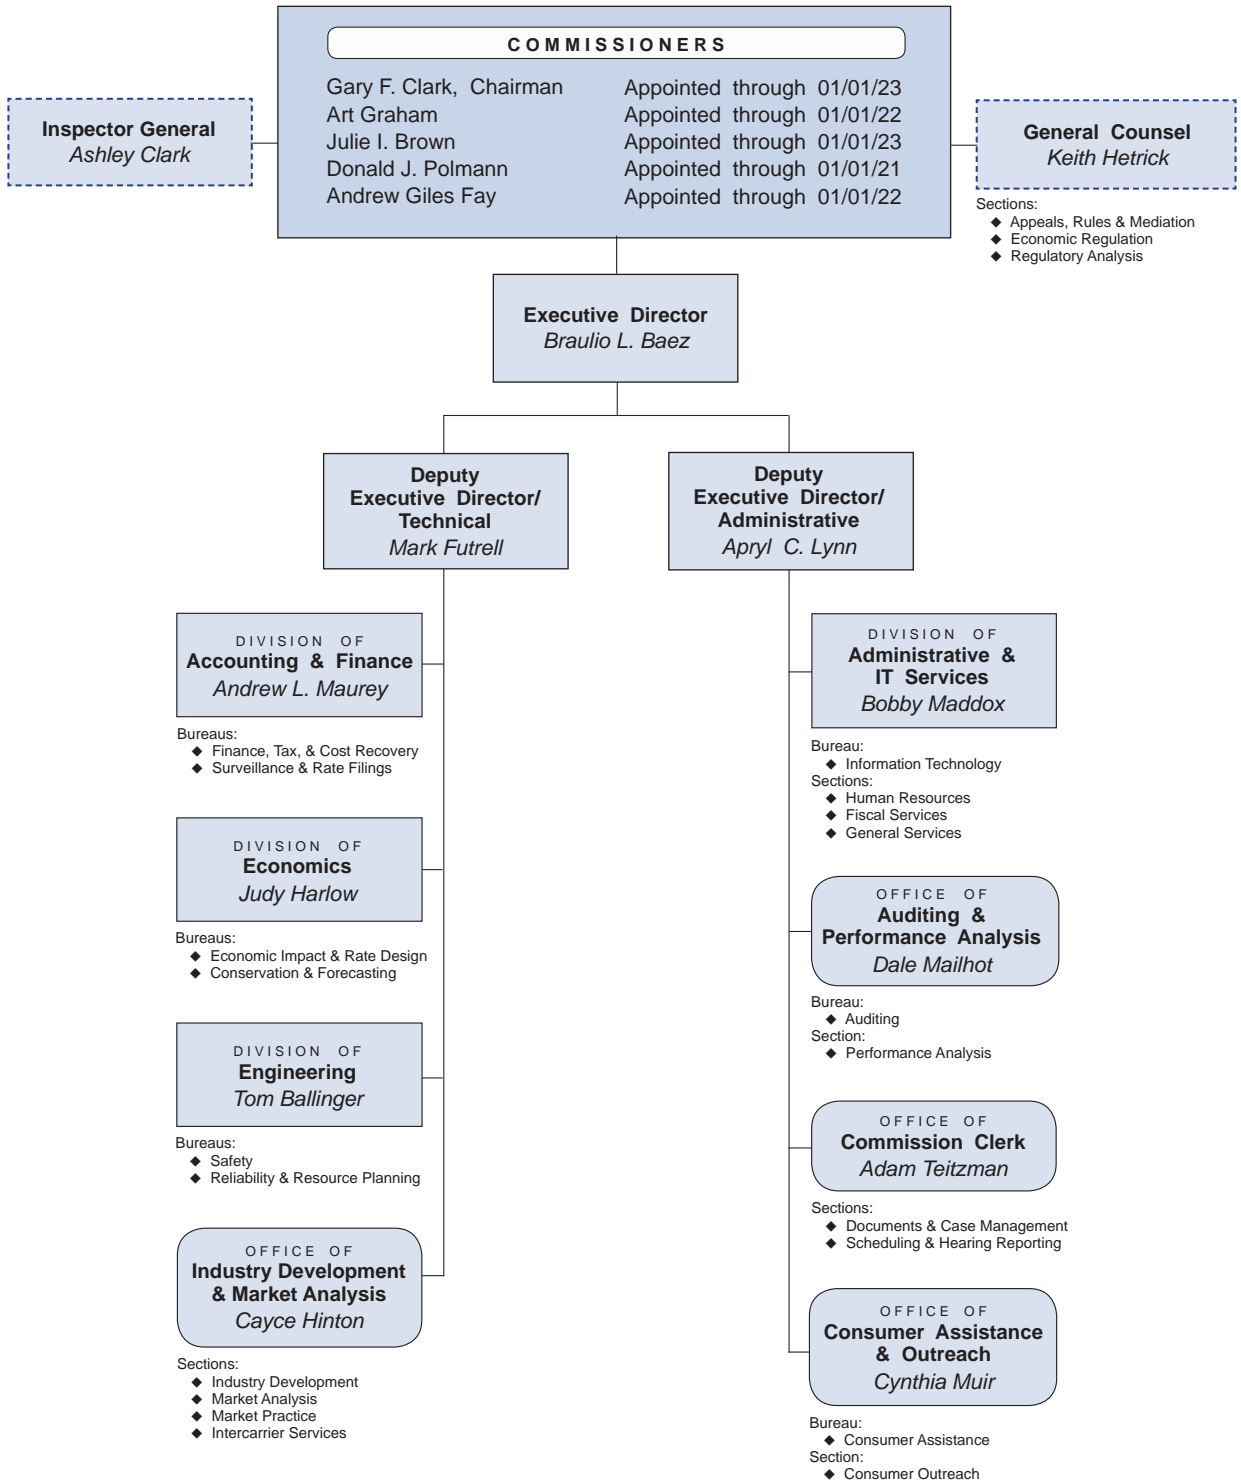 COMMISSIONERS
Gary F. Clark, Chairman Appointed through 01/01/23
Art Graham Appointed through 01/01/22
Julie I. Brown Appointed through 01/01/23
Donald J. Polmann Appointed through 01/01/21
Andrew Giles Fay Appointed through 01/01/22
Inspector General
Ashley Clark
General Counsel
Keith Hetrick
Sections:
◆ Appeals, Rules & Mediation
◆ Economic Regulation
◆ Regulatory Analysis
Executive Director
Braulio L. Baez
Deputy
Executive Director/
Technical
Mark Futrell
Deputy
Executive Director/
Administrative
Apryl C. Lynn
DIVISION OF
Accounting & Finance
Andrew L. Maurey
Bureaus:
◆ Finance, Tax, & Cost Recovery
◆ Surveillance & Rate Filings
DIVISION OF
Economics
Judy Harlow
Bureaus:
◆ Economic Impact & Rate Design
◆ Conservation & Forecasting
DIVISION OF
Engineering
Tom Ballinger
Bureaus:
◆ Safety
◆ Reliability & Resource Planning
OFFICE OF
Industry Development
& Market Analysis
Cayce Hinton
Sections:
◆ Industry Development
◆ Market Analysis
◆ Market Practice
◆ Intercarrier Services
DIVISION OF
Administrative &
IT Services
Bobby Maddox
Bureau:
◆ Information Technology
Sections:
◆ Human Resources
◆ Fiscal Services
◆ General Services
OFFICE OF
Auditing &
Performance Analysis
Dale Mailhot
Bureau:
◆ Auditing
Section:
◆ Performance Analysis
OFFICE OF
Commission Clerk
Adam Teitzman
Sections:
◆ Documents & Case Management
◆ Scheduling & Hearing Reporting
OFFICE OF
Consumer Assistance
& Outreach
Cynthia Muir
Bureau:
◆ Consumer Assistance
Section:
◆ Consumer Outreach